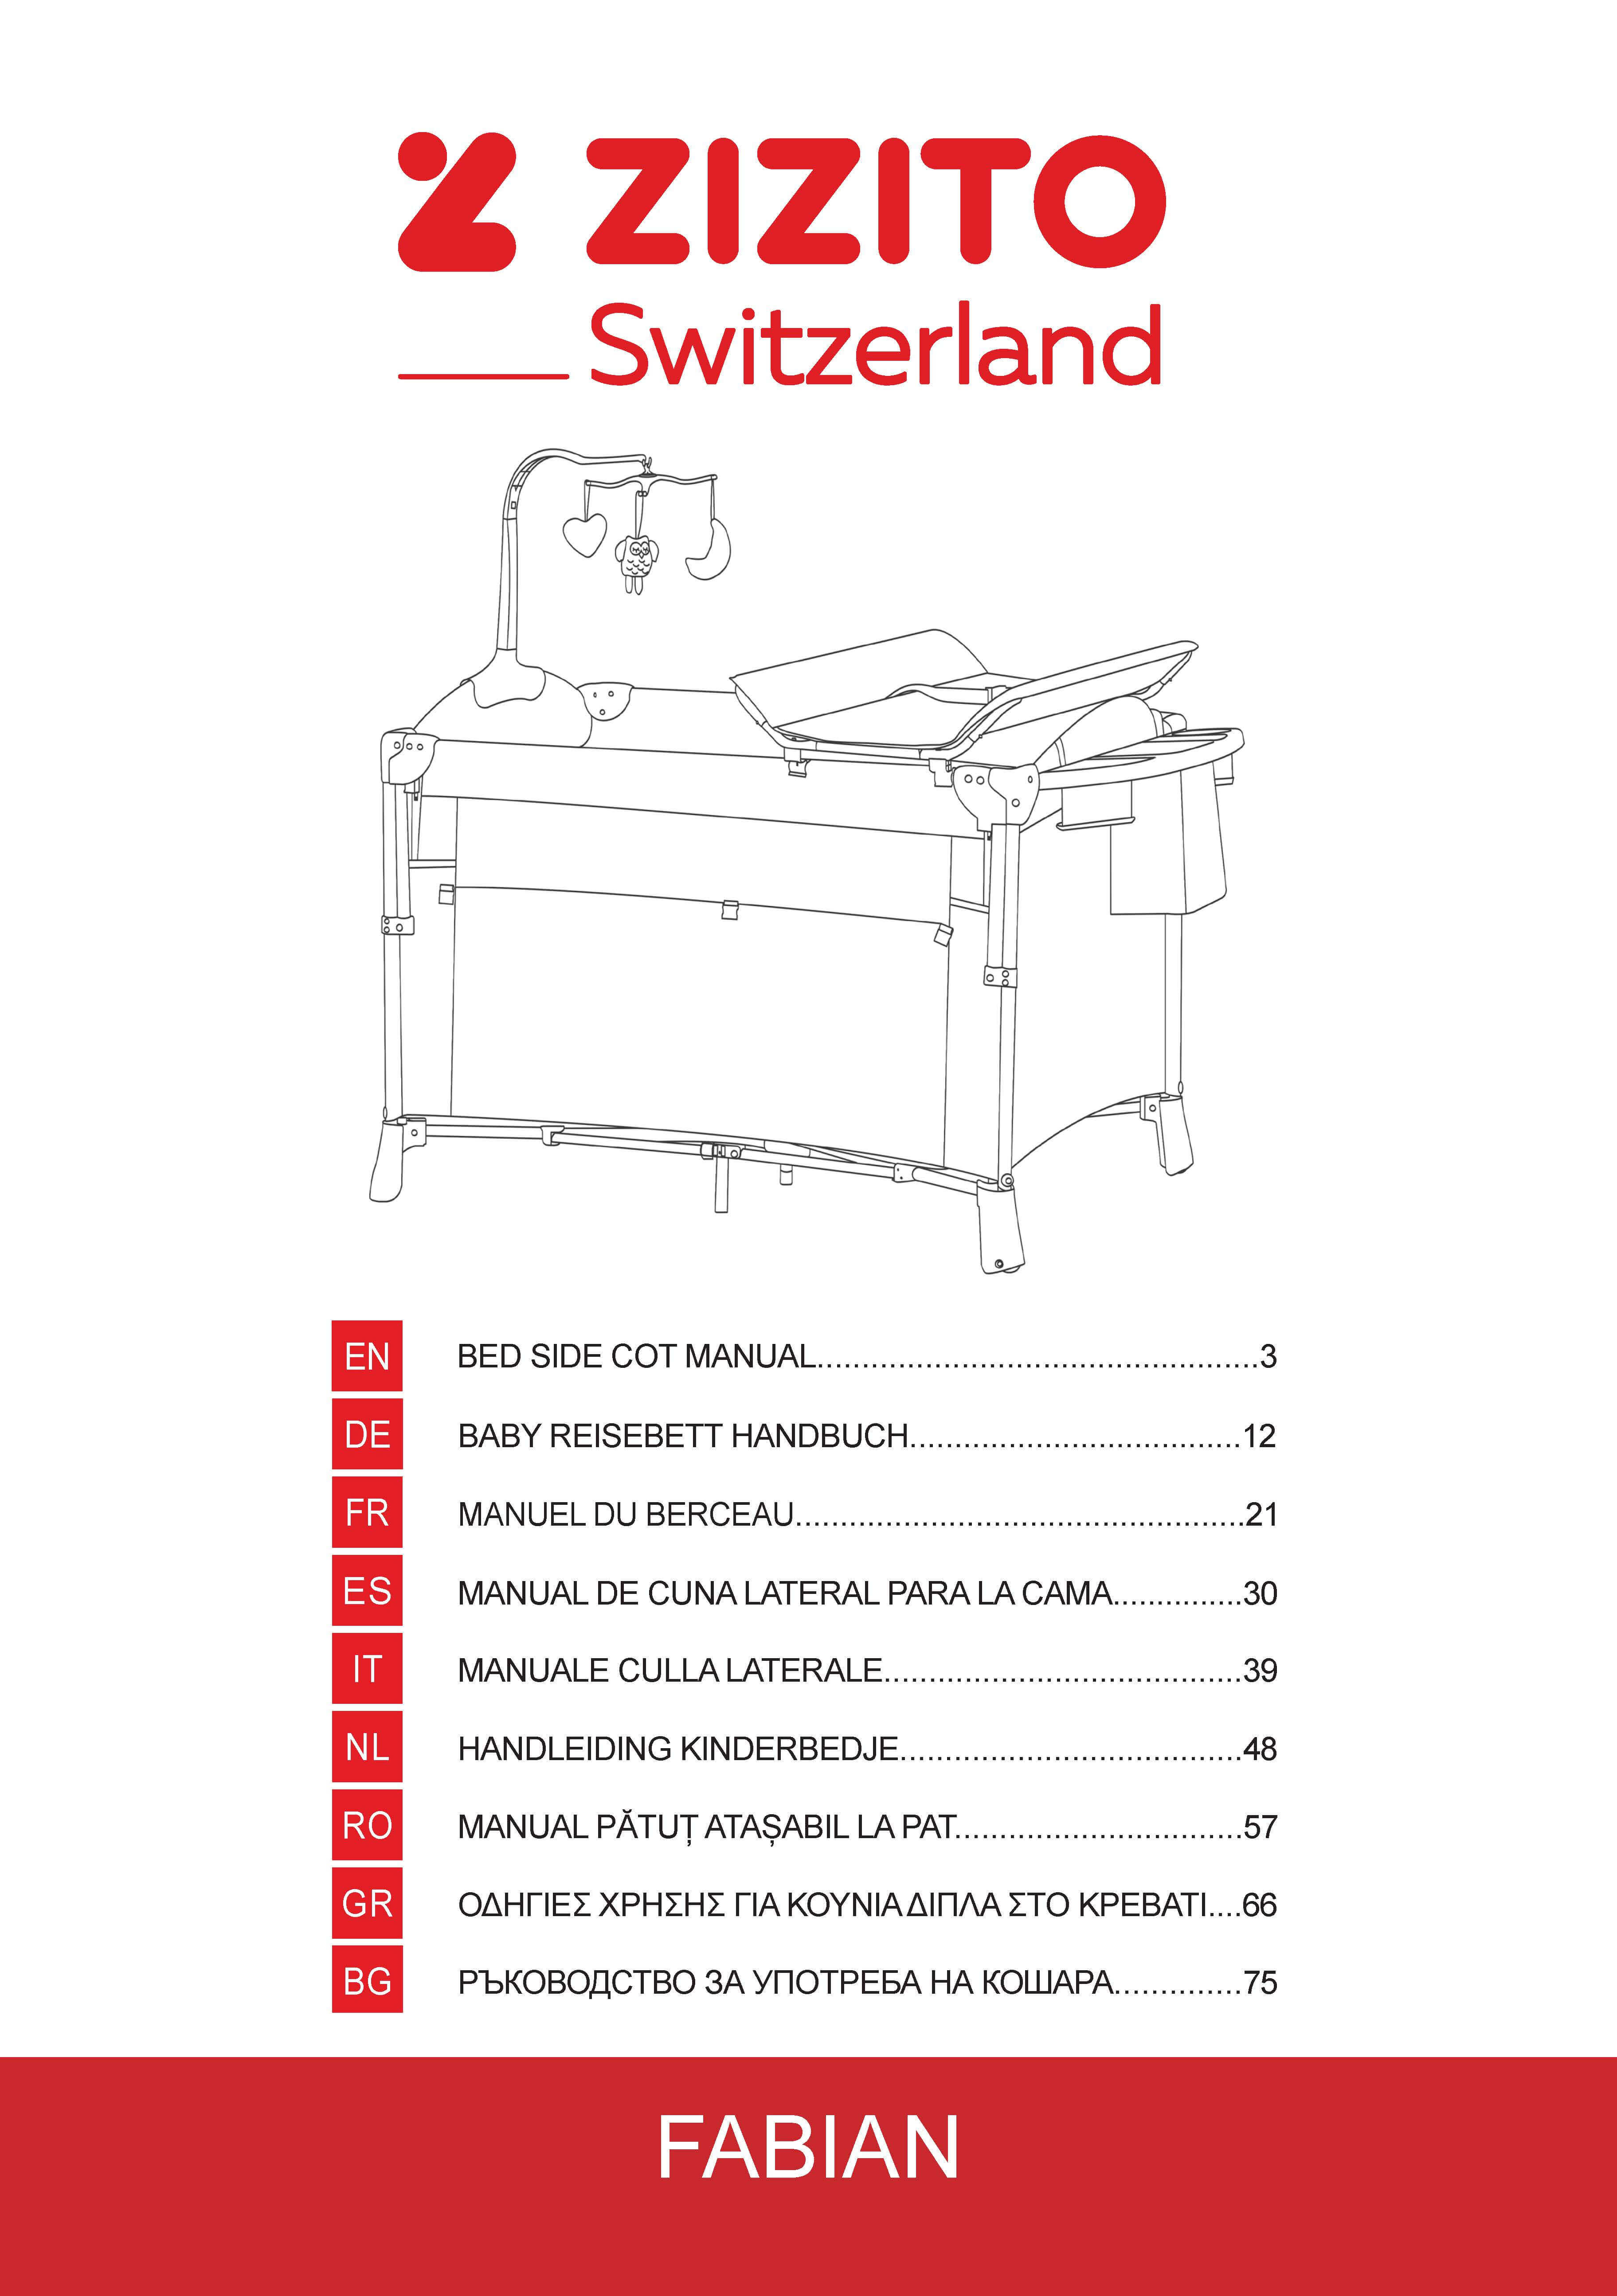 ZIZITO
Switzerland
EN BED SIDE COT MANUAL.................................................3
DE BABY REISEBETT HANDBUCH.....................................12
FR MANUEL DU BERCEAU..................................................21
ES MANUAL DE CUNA LATERAL PARA LA CAMA..............30
IT MANUALE CULLA LATERALE........................................39
NL HANDLEIDING KINDERBEDJE......................................48
RO MANUAL PĂTUȚ ATAȘABIL LA PAT................................57
GR ΟΔΗΓΙΕΣ ΧΡΗΣΗΣ ΓΙΑ ΚΟΥΝΙΑ ΔΙΠΛΑ ΣΤΟ ΚΡΕΒΑΤΙ....66
BG РЪКОВОДСТВО ЗА УПОТРЕБА НА КОШАРА..............75
FABIAN